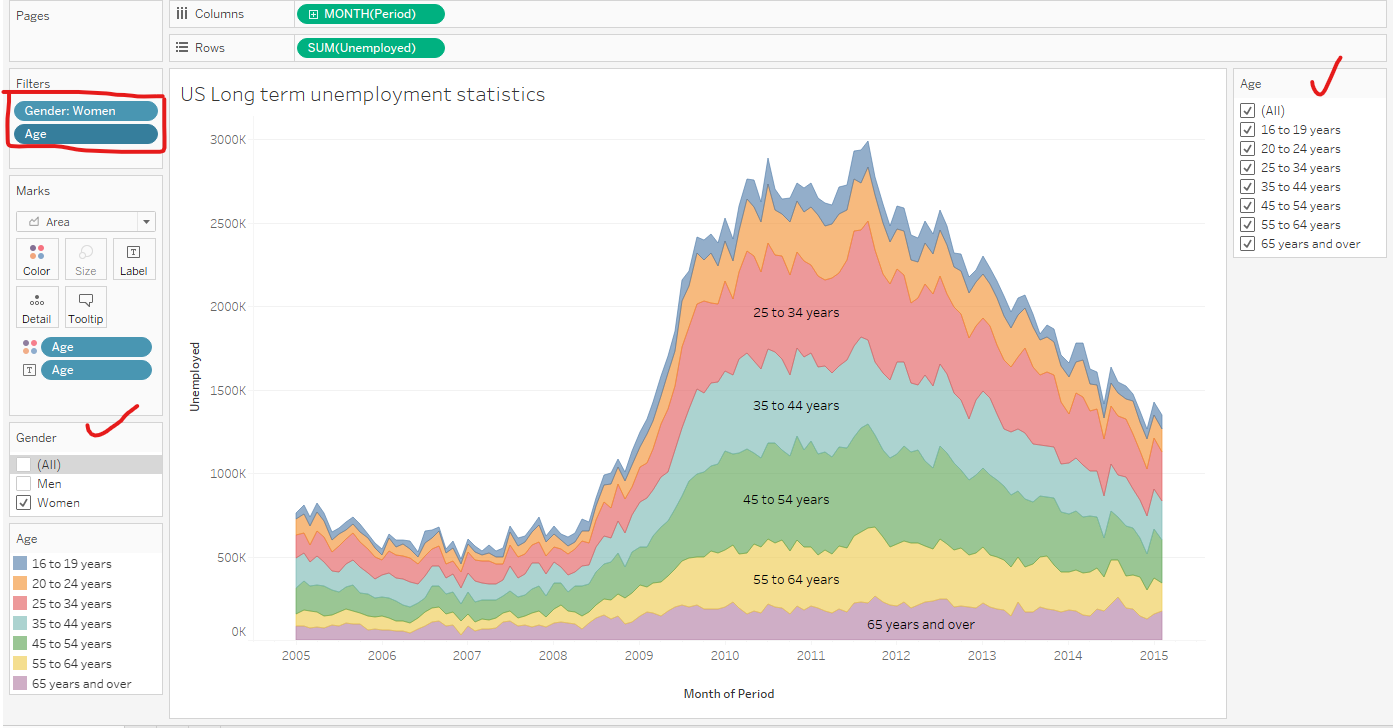 Pages
Columns
MONTH(Period)
Rows
SUM(Unemployed)
Filters
Gender: Women
Age
Marks
Area
Color
Size
Label
Detail
Tooltip
Age
Age
Gender
(All)
Men
Women
Age
16 to 19 years
20 to 24 years
25 to 34 years
35 to 44 years
45 to 54 years
55 to 64 years
65 years and over
US Long term unemployment statistics
Unemployed
3000K
2500K
2000K
1500K
1000K
500K
0K
25 to 34 years
35 to 44 years
45 to 54 years
55 to 64 years
65 years and over
2005 2006 2007 2008 2009 2010 2011 2012 2013 2014 2015
Month of Period
Age
(All)
16 to 19 years
20 to 24 years
25 to 34 years
35 to 44 years
45 to 54 years
55 to 64 years
65 years and over